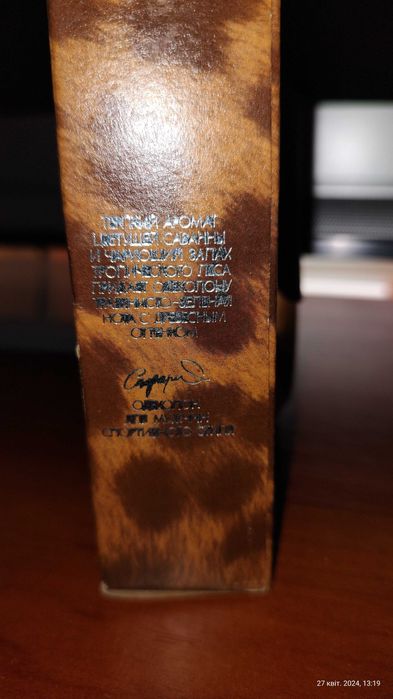 ТЕРПКИЙ АРОМАТ
ЦВЕТУЩЕЙ САВАННЫ
И ЧАРУЮЩИЙ ЗАПАХ
ТРОПИЧЕСКОГО ЛЕСА
ПРИДАЮТ ОДЕКОЛОНУ
ТРАВЯНИСТО-ЗЕЛЕНАЯ
НОТА С ДРЕВЕСНЫМ
ОТТЕНКОМ
Сафари
ОДЕКОЛОН
ДЛЯ МУЖЧИН
СПОРТИВНОГО
27 квіт. 2024, 13:19